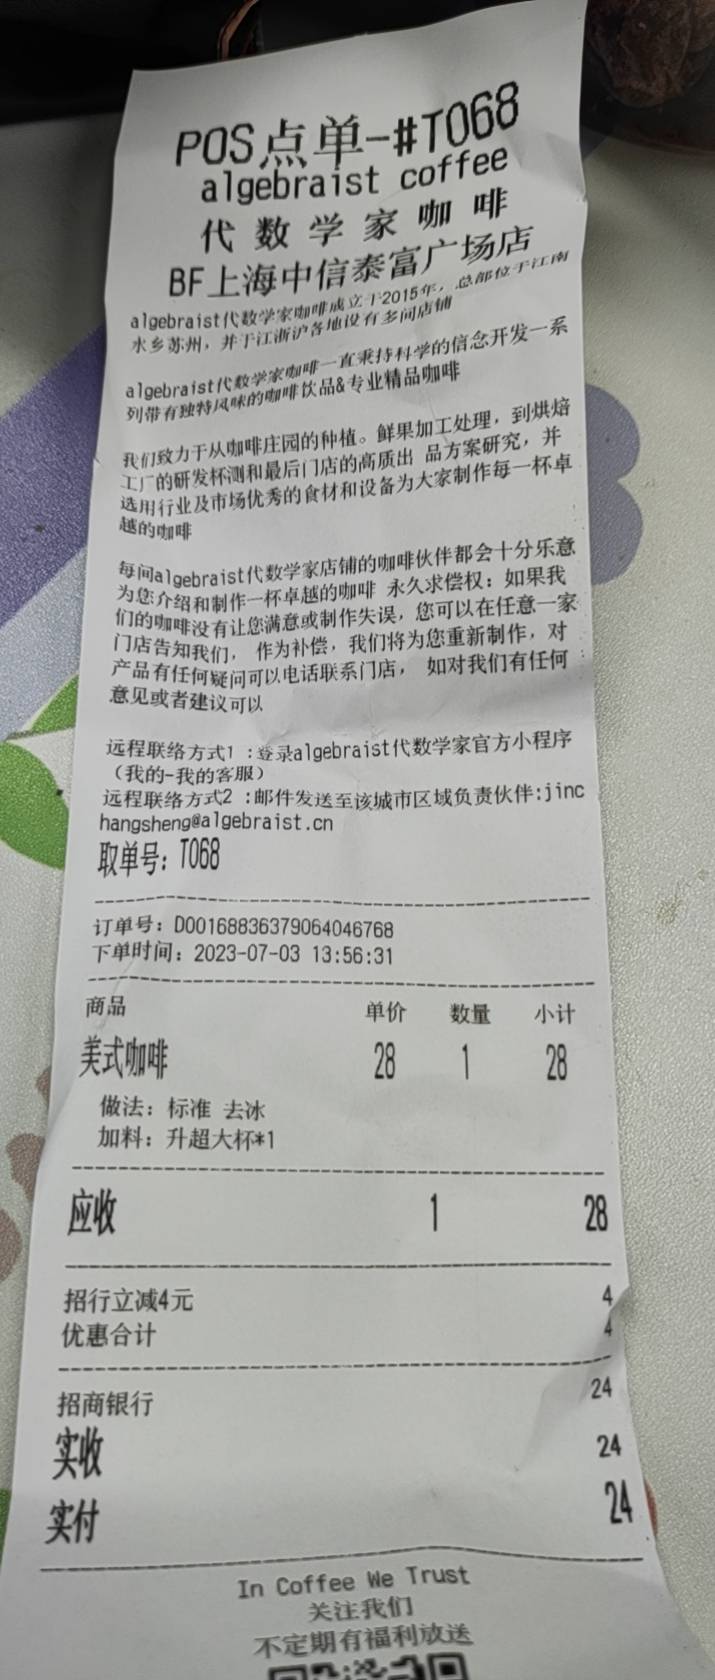 POS点单-#T068
algebraist coffee
代数学家咖啡
BF上海中信泰富广场店
algebraist代数学家咖啡成立于2015年，总部位于江南
水乡苏州，并于江浙沪各地设有多间店铺
algebraist代数学家咖啡一直秉持科学的信念开发一系
列带有独特风味的咖啡饮品&专业精品咖啡
我们致力于从咖啡庄园的种植。鲜果加工处理，到烘焙
工厂的研发杯测和最后门店的高质出 品方案研究，并
选用行业及市场优秀的食材和设备为大家制作每一杯卓
越的咖啡
每间algebraist代数学家店铺的咖啡伙伴都会十分乐意
为您介绍和制作一杯卓越的咖啡 永久求偿权：如果我
们的咖啡没有让您满意或制作失误，您可以在任意一家
门店告知我们， 作为补偿，我们将为您重新制作，对
产品有任何疑问可以电话联系门店， 如对我们有任何
意见或者建议可以
远程联络方式1 :登录algebraist代数学家官方小程序
（我的-我的客服）
远程联络方式2 :邮件发送至该城市区域负责伙伴:jinc
hangsheng@algebraist.cn
取单号：T068
订单号：D00168836379064046768
下单时间：2023-07-03 13:56:31
商品 单价 数量 小计
美式咖啡 28 1 28
做法：标准 去冰
加料：升超大杯*1
应收 1 28
招行立减4元 4
优惠合计 4
招商银行 24
实收 24
实付 24
In Coffee We Trust
关注我们
不定期有福利放送